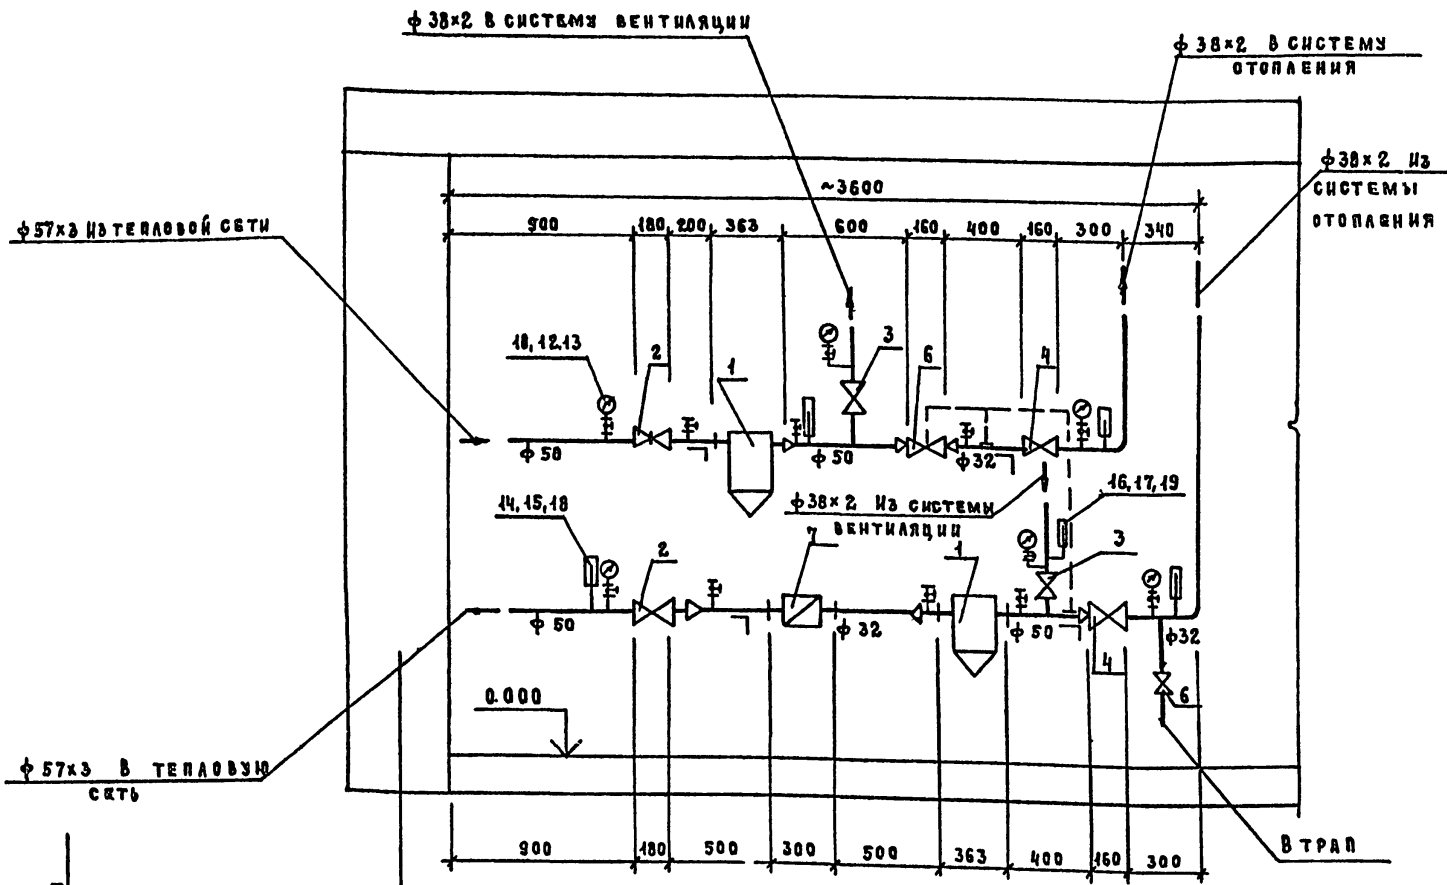 ф 38×2 В СИСТЕМУ ВЕНТИЛЯЦИИ
ф 38×2 В СИСТЕМУ
ОТОПЛЕНИЯ
ф 38×2 ИЗ
СИСТЕМЫ
ОТОПЛЕНИЯ
~3600
ф 57×3 ИЗ ТЕПЛОВОЙ СЕТИ
900 180 200 363 600 160 400 160 300 340
10, 12.13 2 1 3 6 4
ф 50 ф 50 ф 32
14, 15, 18 16, 17, 19
ф 38×2 ИЗ СИСТЕМЫ
ВЕНТИЛЯЦИИ
2 7 1 3
ф 50 ф 32 ф 50 ф 32
4
6
0.000
ф 57×3 В ТЕПЛОВУЮ
СЕТЬ
900 180 500 300 500 363 400 160 300
В ТРАП